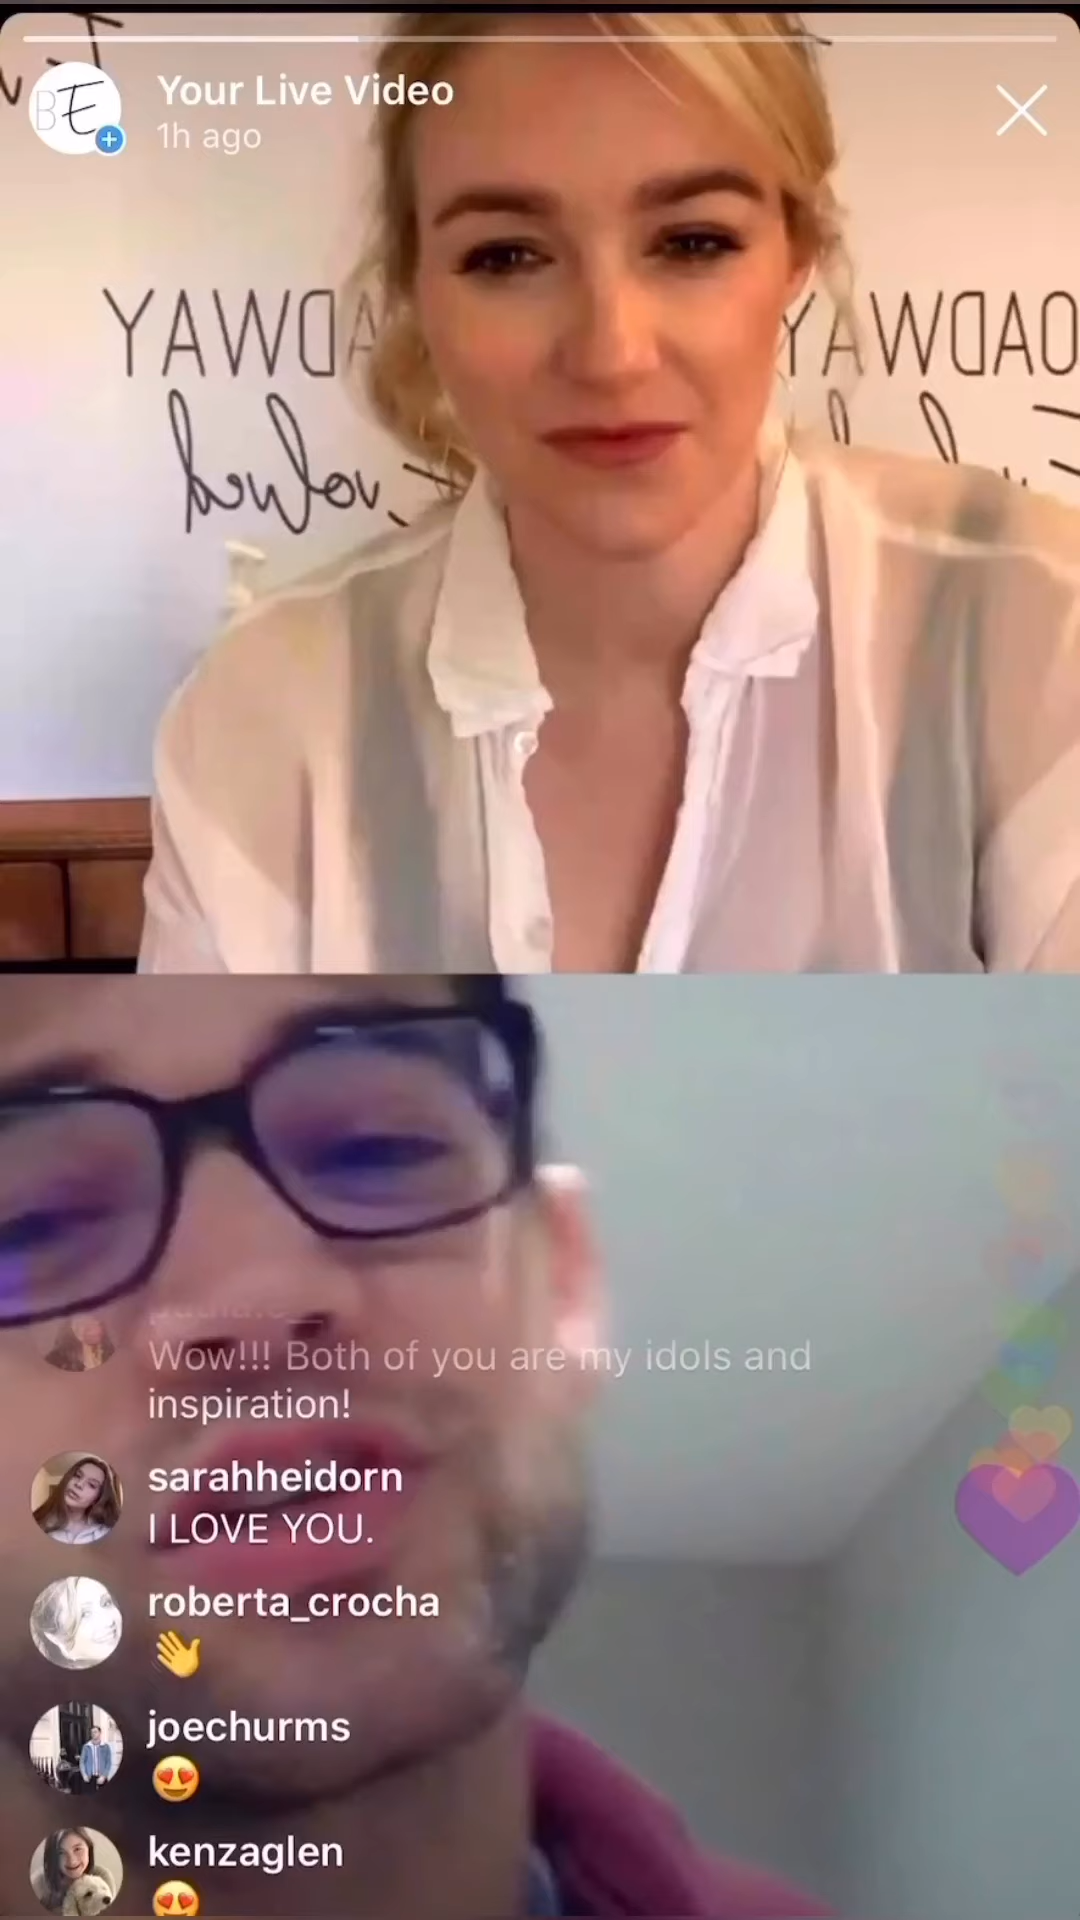 BE
Your Live Video
1h ago
YAWD
YAWDAO
Wow!!! Both of you are my idols and
inspiration!
sarahheidorn
I LOVE YOU.
roberta_crocha
👋
joechurms
😍
kenzaglen
😍